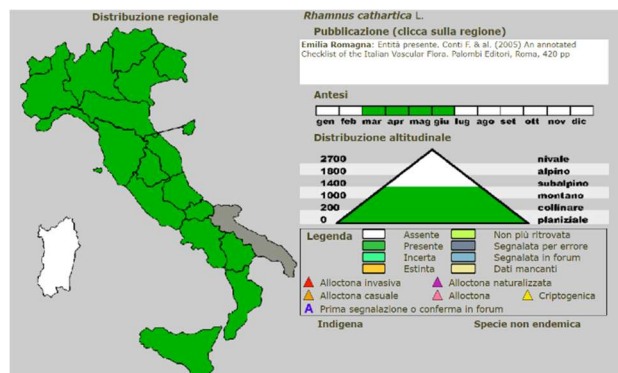 Distribuzione regionale
Rhamnus cathartica L.
Pubblicazione (clicca sulla regione)
Emilia Romagna: Entità presente. Conti F. & al. (2005) An annotated
Checklist of the Italian Vascular Flora. Palombi Editori, Roma, 420 pp
Antesi
gen feb mar apr mag giu lug ago set ott nov dic
Distribuzione altitudinale
2700 nivale
1800 alpino
1400 subalpino
1000 montano
200 collinare
0 planiziale
Legenda
Assente Non più ritrovata
Presente Segnalata per errore
Incerta Segnalata in forum
Estinta Dati mancanti
Alloctona invasiva Alloctona naturalizzata
Alloctona casuale Alloctona Criptogenica
A Prima segnalazione o conferma in forum
Indigena Specie non endemica